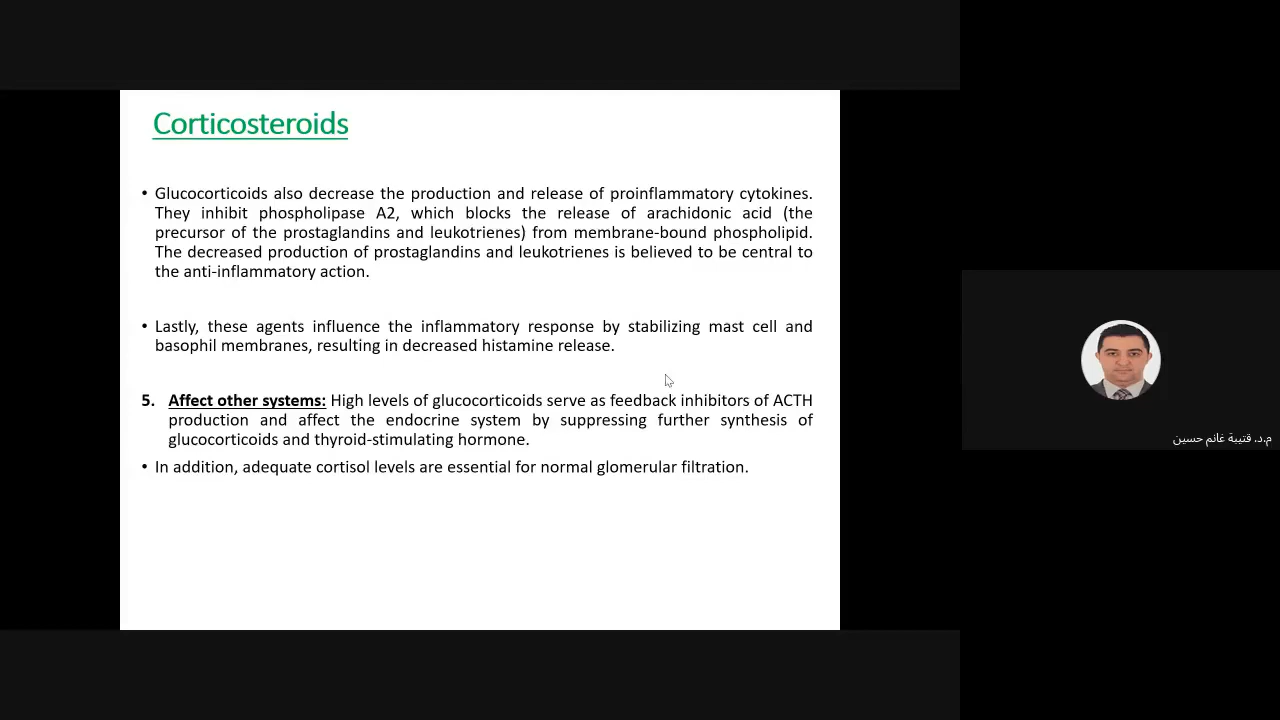 Corticosteroids
• Glucocorticoids also decrease the production and release of proinflammatory cytokines.
They inhibit phospholipase A2, which blocks the release of arachidonic acid (the
precursor of the prostaglandins and leukotrienes) from membrane-bound phospholipid.
The decreased production of prostaglandins and leukotrienes is believed to be central to
the anti-inflammatory action.
• Lastly, these agents influence the inflammatory response by stabilizing mast cell and
basophil membranes, resulting in decreased histamine release.
5. Affect other systems: High levels of glucocorticoids serve as feedback inhibitors of ACTH
production and affect the endocrine system by suppressing further synthesis of
glucocorticoids and thyroid-stimulating hormone.
• In addition, adequate cortisol levels are essential for normal glomerular filtration.
م.د. قتيبة غانم حسين